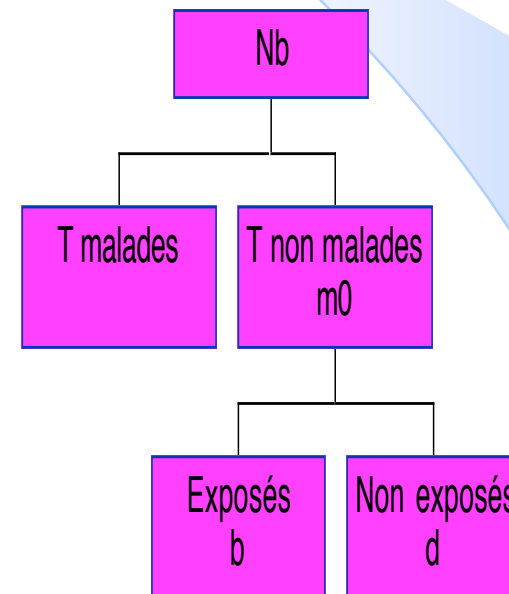 Nb
T malades
T non malades
m0
Exposés
b
Non exposés
d